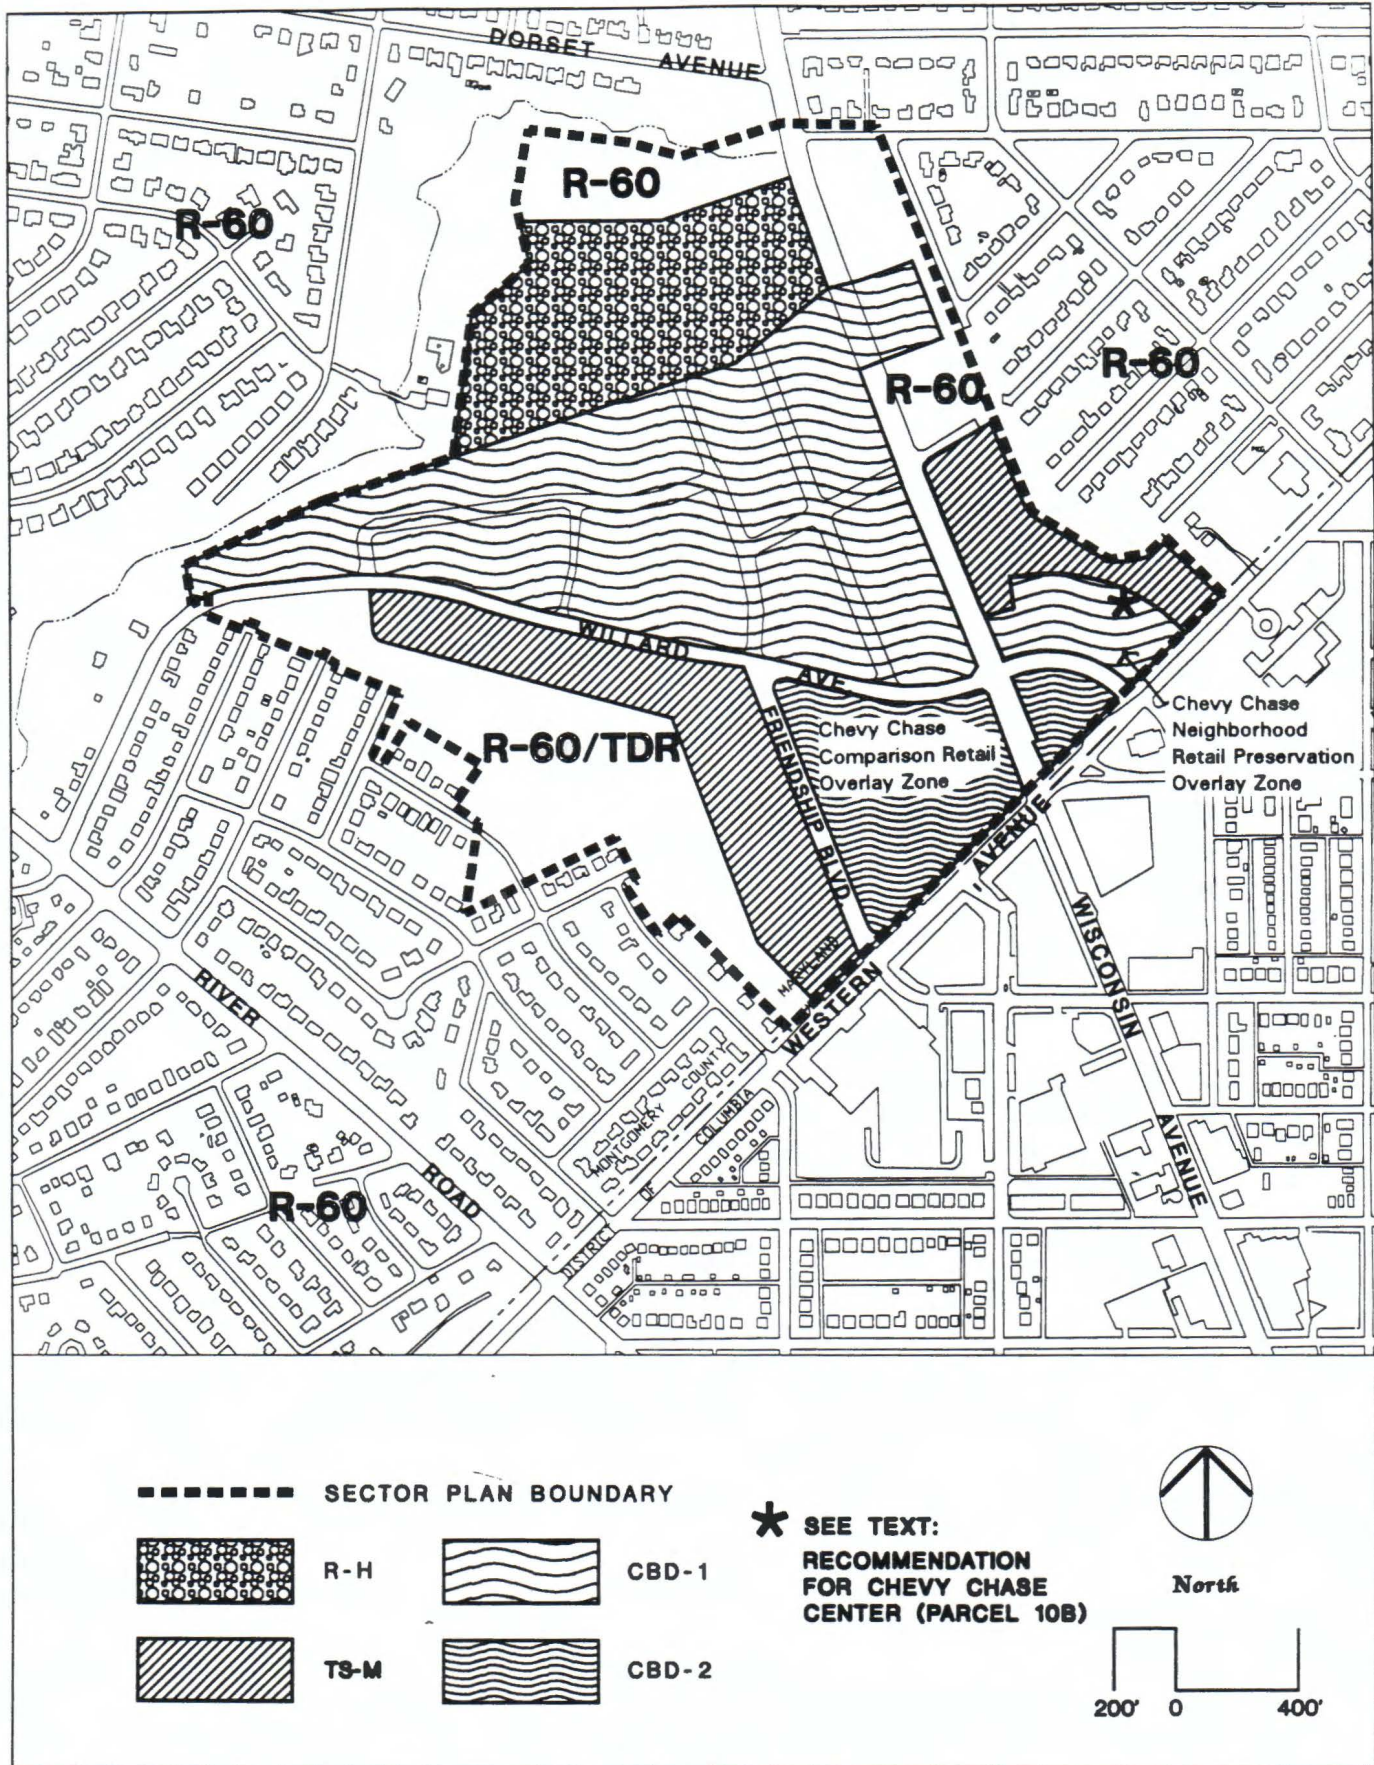 DORSET AVENUE
R-60
R-60
R-60
R-60
WILLARD AVE.
Chevy Chase
Neighborhood
Retail Preservation
Overlay Zone
Chevy Chase
Comparison Retail
Overlay Zone
R-60/TDR
FRIENDSHIP BLVD
WESTERN AVENUE
WISCONSIN AVENUE
MARYLAND
RIVER ROAD
MONTGOMERY COUNTY
DISTRICT OF COLUMBIA
R-60
SECTOR PLAN BOUNDARY
R-H
CBD-1
TS-M
CBD-2
* SEE TEXT:
RECOMMENDATION
FOR CHEVY CHASE
CENTER (PARCEL 10B)
North
200' 0 400'